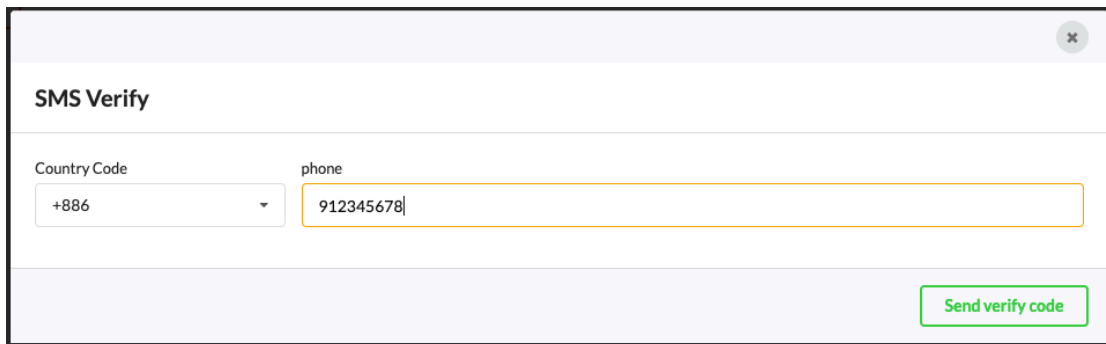 SMS Verify
Country Code
phone
+886
912345678
Send verify code